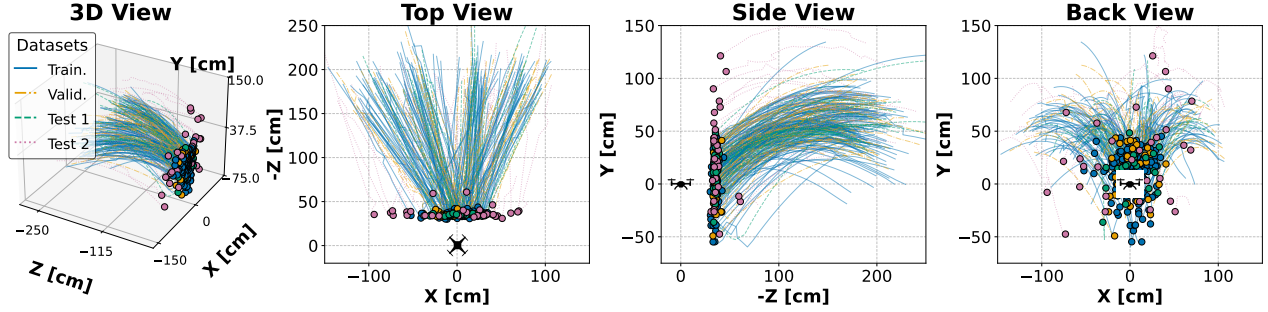 3D View
Datasets
Train.
Valid.
Test 1
Test 2
Y [cm]
150.0
37.5
−75.0
−250
−115
−150
0
Z [cm]
X [cm]
Top View
250
200
150
100
50
0
−100
0
100
-Z [cm]
X [cm]
Side View
150
100
50
0
−50
0
100
200
Y [cm]
-Z [cm]
Back View
150
100
50
0
−50
−100
0
100
Y [cm]
X [cm]